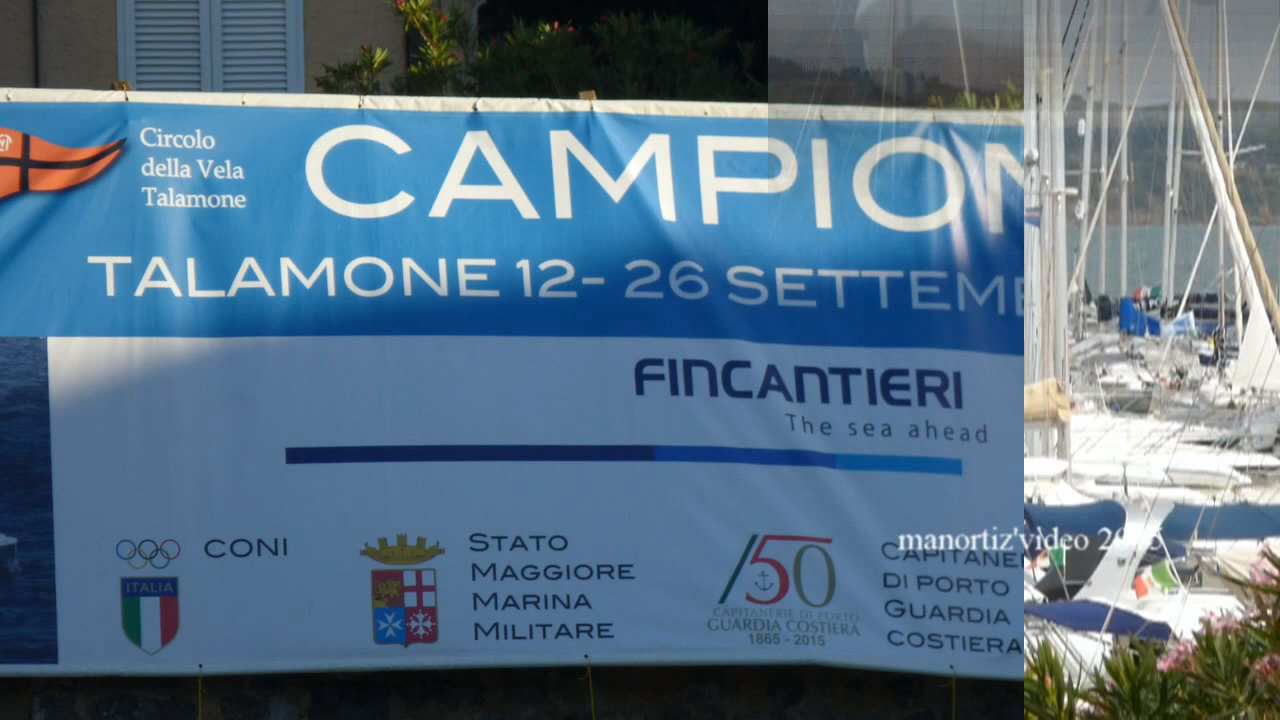 Circolo
della Vela
Talamone
CAMPION
TALAMONE 12- 26 SETTEME
FINCANTIERI
The sea ahead
CONI
ITALIA
STATO
MAGGIORE
MARINA
MILITARE
150
CAPITANERIE DI PORTO
GUARDIA COSTIERA
1865 - 2015
CAPITANE
DI PORTO
GUARDIA
COSTIERA
manortiz'video